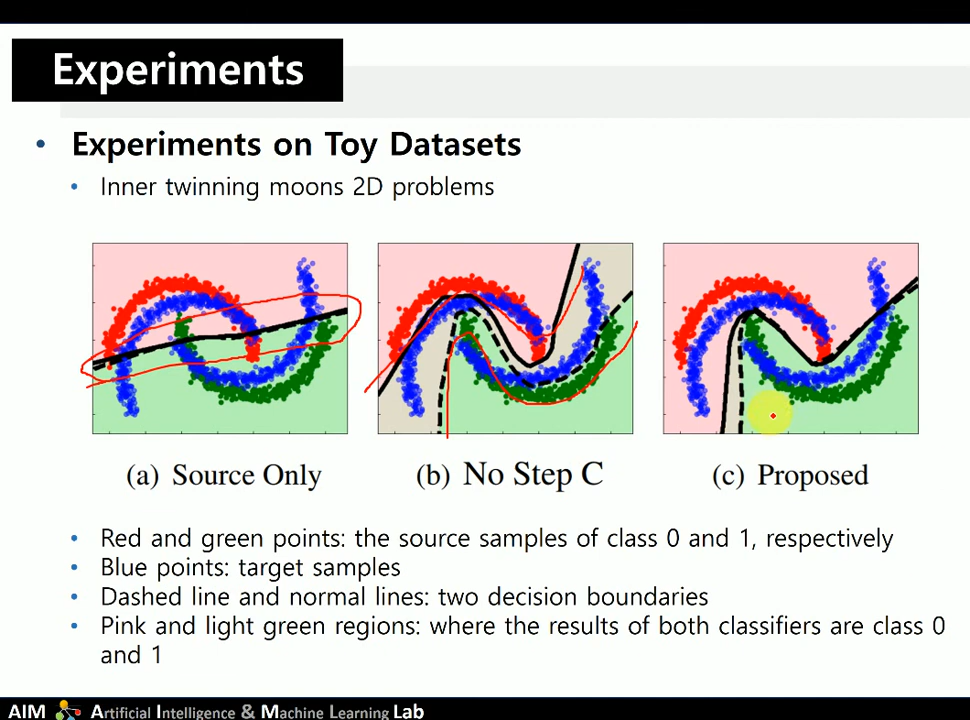 Experiments
• Experiments on Toy Datasets
• Inner twinning moons 2D problems
(a) Source Only
(b) No Step C
(c) Proposed
• Red and green points: the source samples of class 0 and 1, respectively
• Blue points: target samples
• Dashed line and normal lines: two decision boundaries
• Pink and light green regions: where the results of both classifiers are class 0
and 1
AIM Artificial Intelligence & Machine Learning Lab